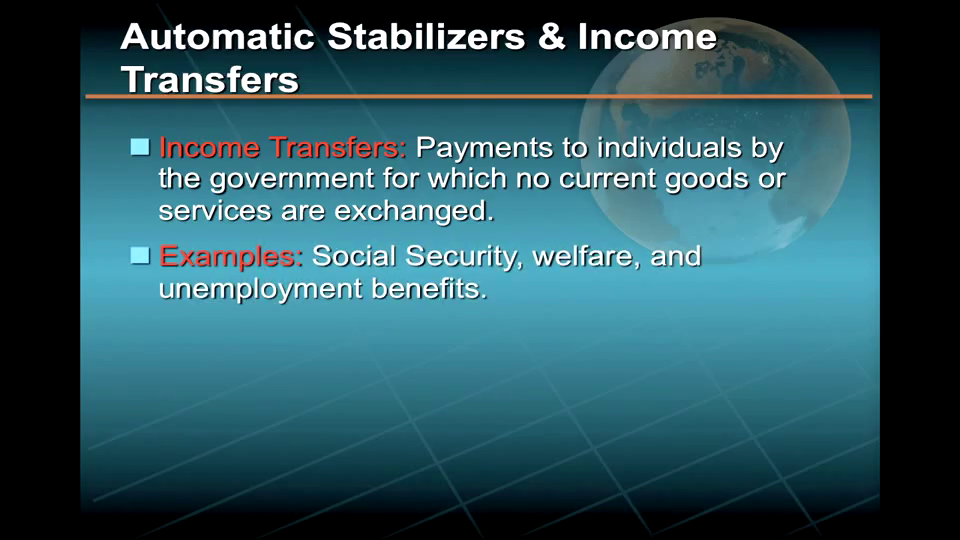 Automatic Stabilizers & Income
Transfers
Income Transfers: Payments to individuals by
the government for which no current goods or
services are exchanged.
Examples: Social Security, welfare, and
unemployment benefits.